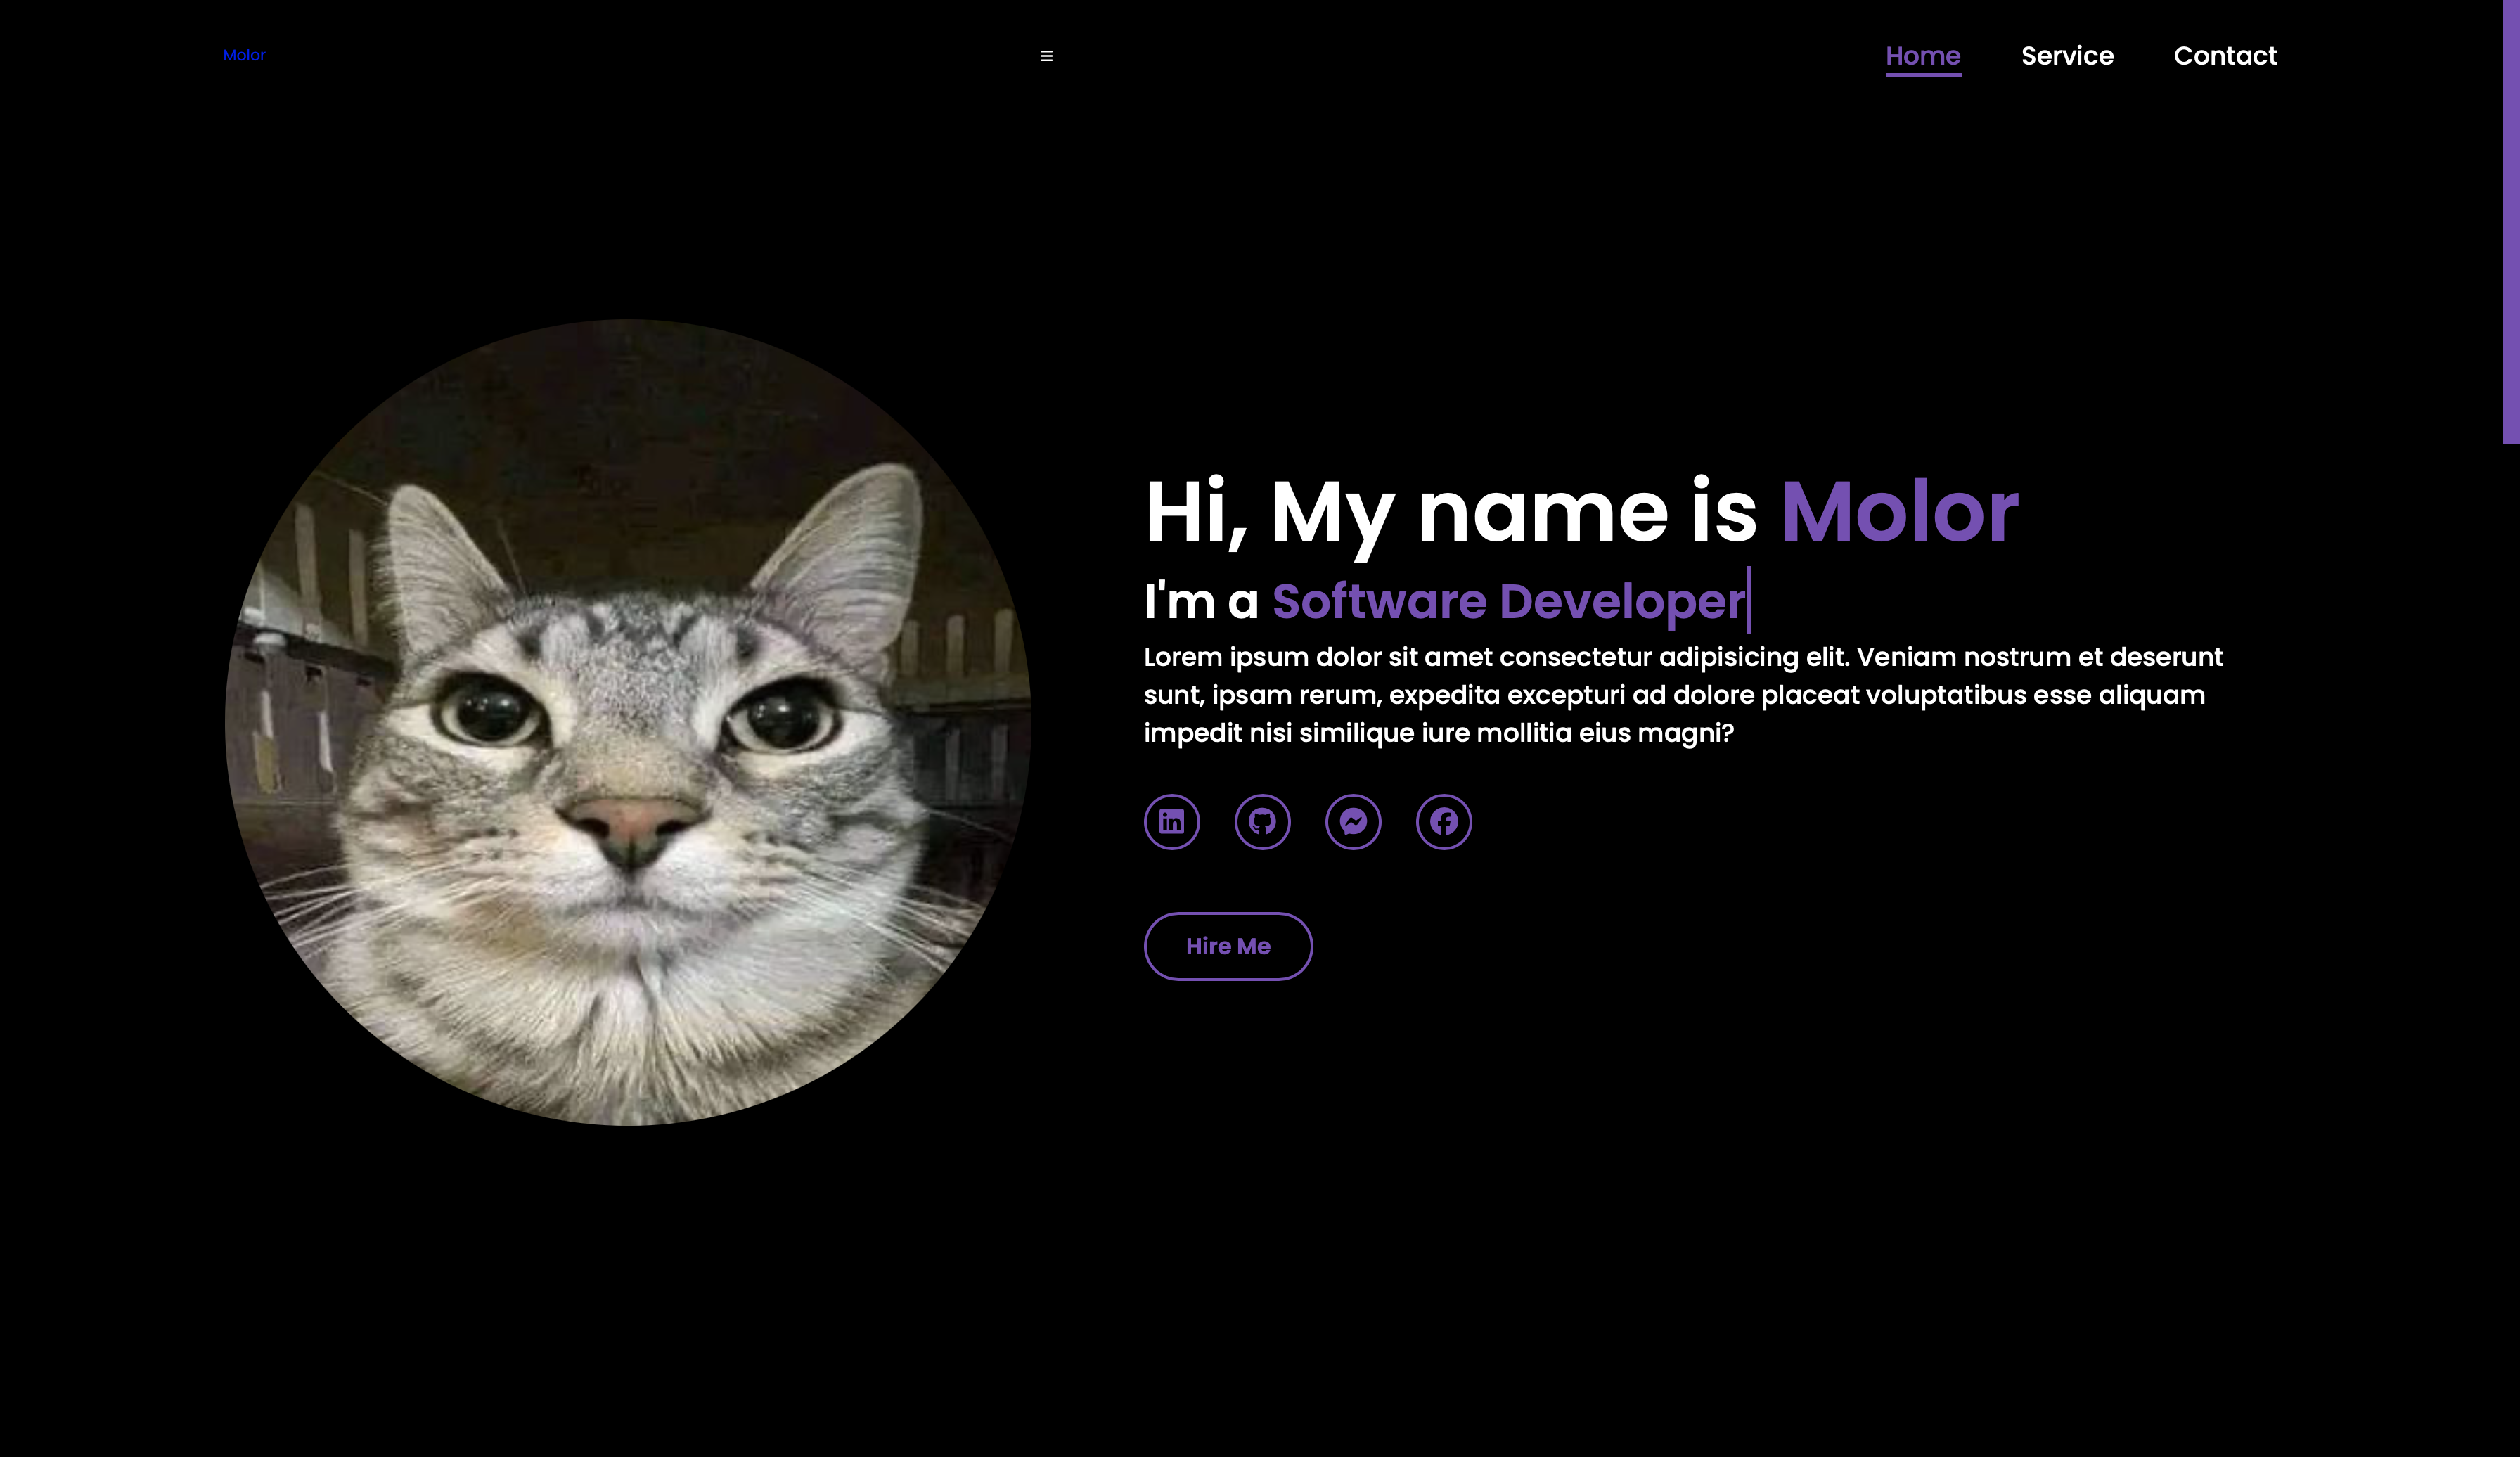 Molor
Home Service Contact
Hi, My name is Molor
I'm a Software Developer
Lorem ipsum dolor sit amet consectetur adipisicing elit. Veniam nostrum et deserunt
sunt, ipsam rerum, expedita excepturi ad dolore placeat voluptatibus esse aliquam
impedit nisi similique iure mollitia eius magni?
Hire Me